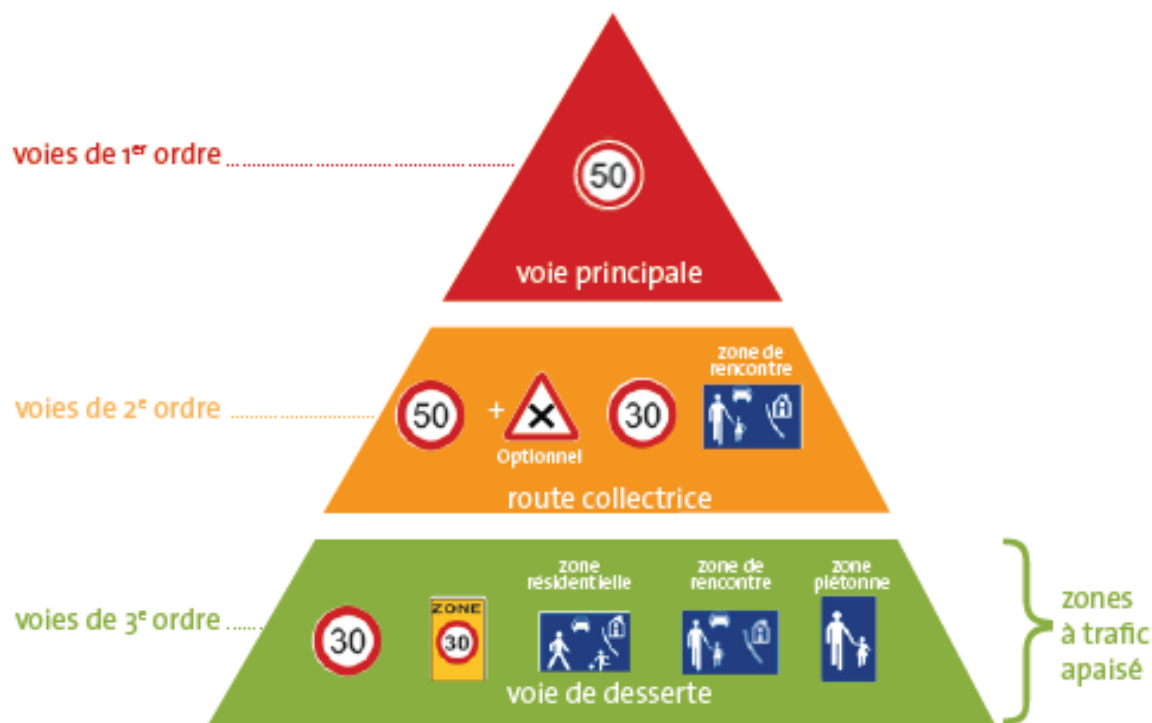 voies de 1er ordre
50
voie principale
voies de 2e ordre
zone de
rencontre
50
+
30
Optionnel
route collectrice
voies de 3e ordre
zone
résidentielle
zone de
rencontre
zone
piétonne
30
ZONE
30
voie de desserte
zones
à trafic
apaisé